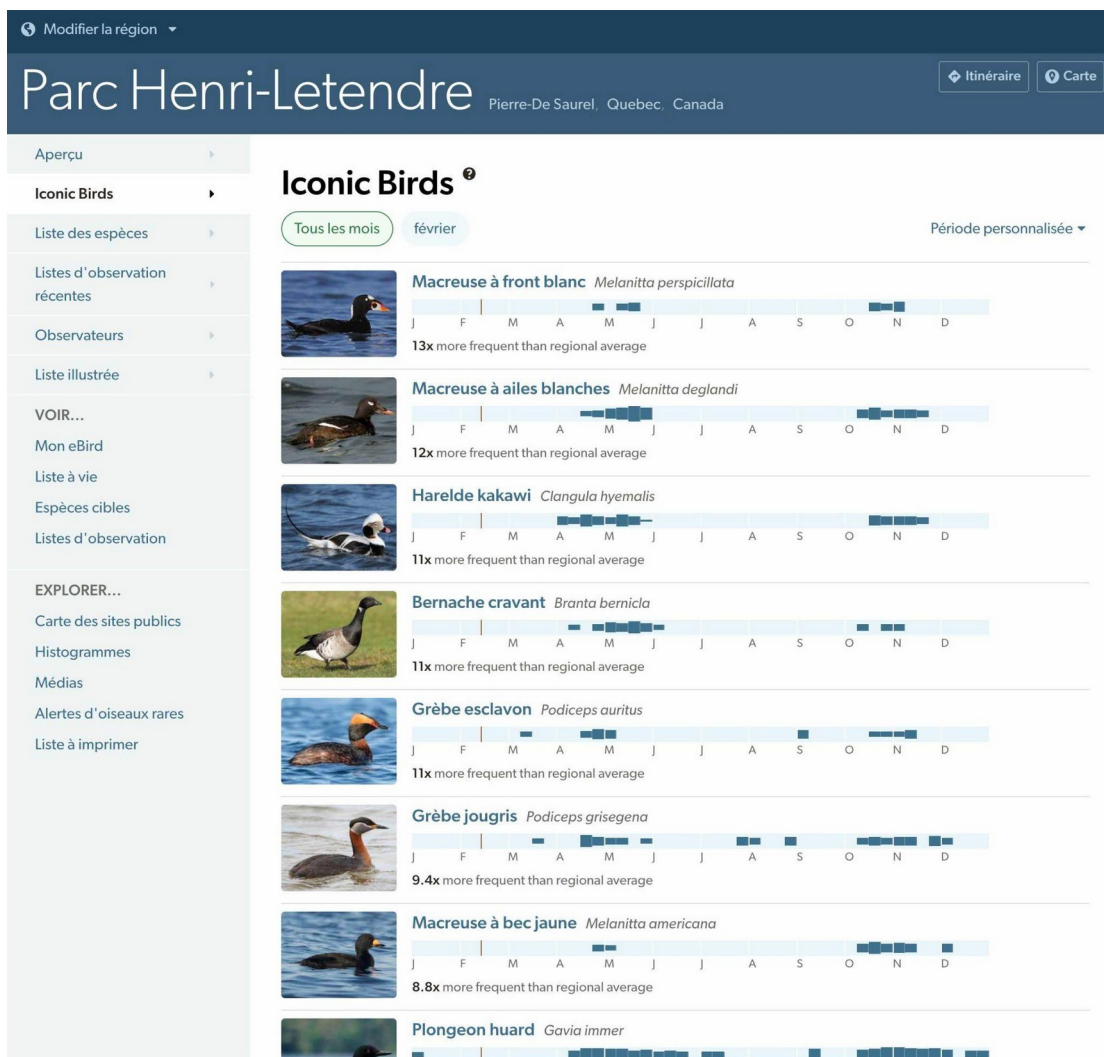 Modifier la région
Parc Henri-Letendre Pierre-De Saurel, Quebec, Canada
Itinéraire
Carte
Aperçu
Iconic Birds
Liste des espèces
Listes d'observation
récentes
Observateurs
Liste illustrée
VOIR...
Mon eBird
Liste à vie
Espèces cibles
Listes d'observation
EXPLORER...
Carte des sites publics
Histogrammes
Médias
Alertes d'oiseaux rares
Liste à imprimer
Iconic Birds ?
Tous les mois
février
Période personnalisée
Macreuse à front blanc Melanitta perspicillata
J F M A M J J A S O N D
13x more frequent than regional average
Macreuse à ailes blanches Melanitta deglandi
J F M A M J J A S O N D
12x more frequent than regional average
Harelde kakawi Clangula hyemalis
J F M A M J J A S O N D
11x more frequent than regional average
Bernache cravant Branta bernicla
J F M A M J J A S O N D
11x more frequent than regional average
Grèbe esclavon Podiceps auritus
J F M A M J J A S O N D
11x more frequent than regional average
Grèbe jougris Podiceps grisegena
J F M A M J J A S O N D
9.4x more frequent than regional average
Macreuse à bec jaune Melanitta americana
J F M A M J J A S O N D
8.8x more frequent than regional average
Plongeon huard Gavia immer